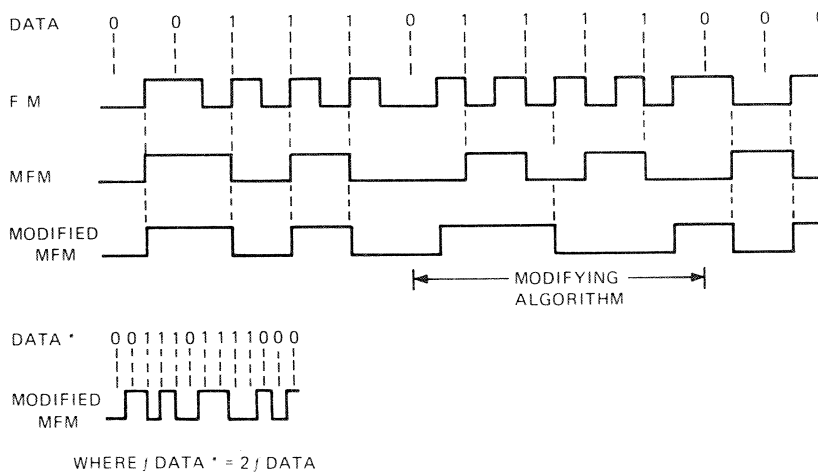 DATA 0 0 1 1 1 0 1 1 1 1 0 0 0
F M
MFM
MODIFIED
MFM
MODIFYING
ALGORITHM
DATA * 0 0 1 1 1 0 1 1 1 1 0 0 0
MODIFIED
MFM
WHERE f DATA * = 2 f DATA